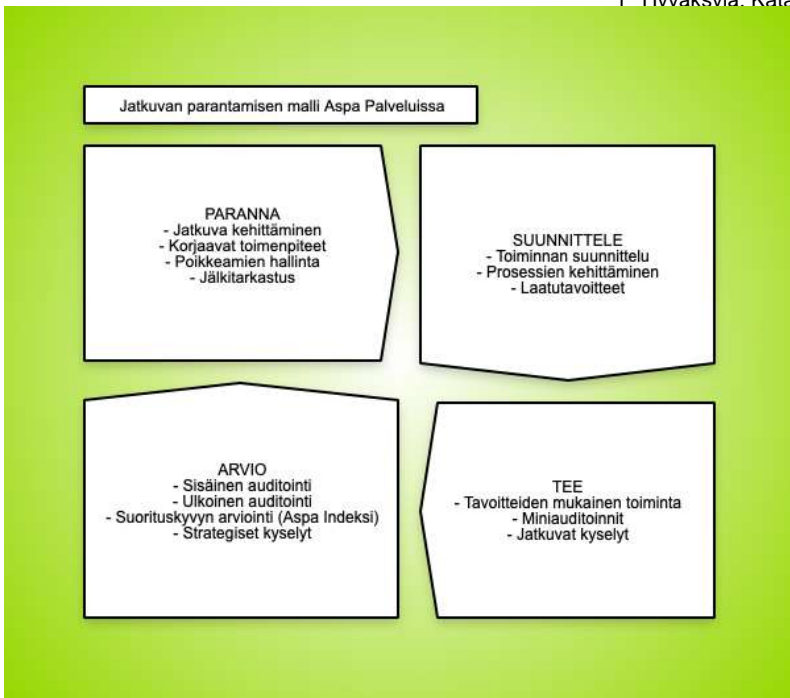 Jatkuvan parantamisen malli Aspa Palveluissa
PARANNA
- Jatkuva kehittäminen
- Korjaavat toimenpiteet
- Poikkeamien hallinta
- Jälkitarkastus
SUUNNITTELE
- Toiminnan suunnittelu
- Prosessien kehittäminen
- Laatutavoitteet
ARVIO
- Sisäinen auditointi
- Ulkoinen auditointi
- Suorituskyvyn arviointi (Aspa Indeksi)
- Strategiset kyselyt
TEE
- Tavoitteiden mukainen toiminta
- Miniauditoinnit
- Jatkuvat kyselyt